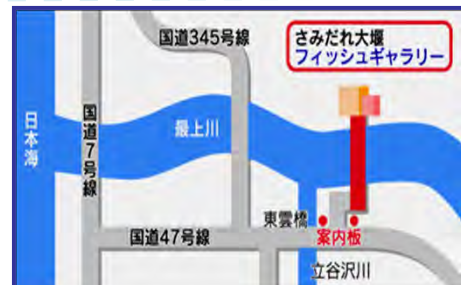 国道345号線
さみだれ大堰
フィッシュギャラリー
日本海
国道7号線
最上川
東雲橋
案内板
国道47号線
立谷沢川